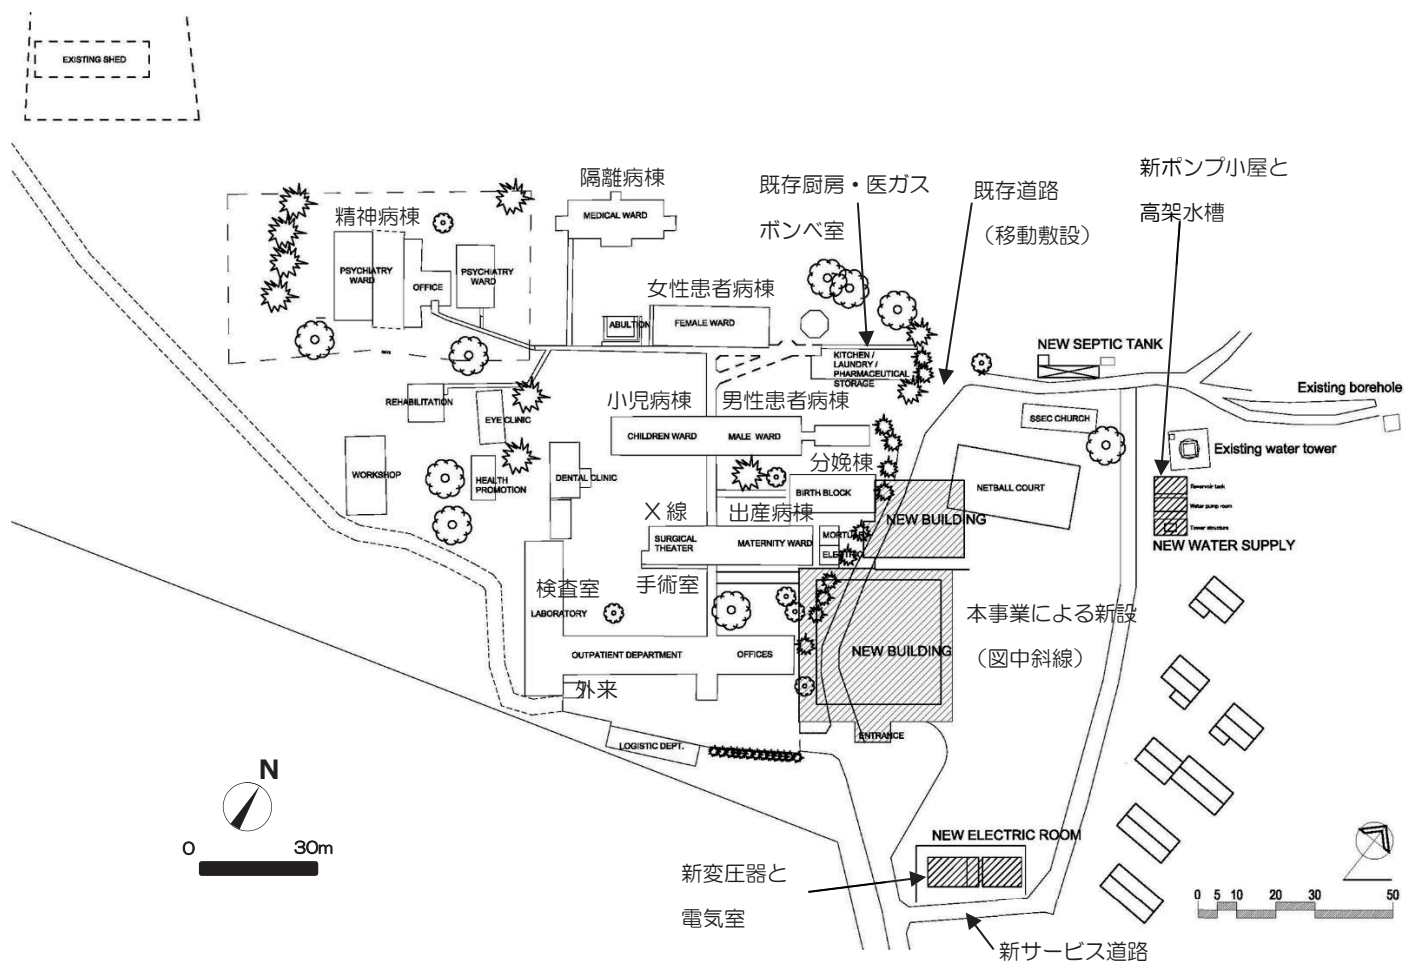 EXISTING SHED
隔離病棟
MEDICAL WARD
既存厨房・医ガス
ボンベ室
既存道路
（移動敷設）
新ポンプ小屋と
高架水槽
精神病棟
PSYCHIATRY
WARD
OFFICE
PSYCHIATRY
WARD
女性患者病棟
ABULTION
FEMALE WARD
KITCHEN /
LAUNDRY /
PHARMACEUTICAL
STORAGE
NEW SEPTIC TANK
Existing borehole
REHABILITATION
EYE CLINIC
小児病棟
男性患者病棟
CHILDREN WARD
MALE WARD
SSEC CHURCH
Existing water tower
WORKSHOP
HEALTH
PROMOTION
DENTAL CLINIC
分娩棟
BIRTH BLOCK
NETBALL COURT
Reservoir tank
Water pump room
Tower structure
NEW WATER SUPPLY
X 線
出産病棟
SURGICAL
THEATER
MATERNITY WARD
NEW BUILDING
検査室
手術室
LABORATORY
本事業による新設
（図中斜線）
OUTPATIENT DEPARTMENT
OFFICES
NEW BUILDING
外来
LOGISTIC DEPT.
ENTRANCE
N
0 30m
NEW ELECTRIC ROOM
新変圧器と
電気室
新サービス道路
0 5 10 20 30 50